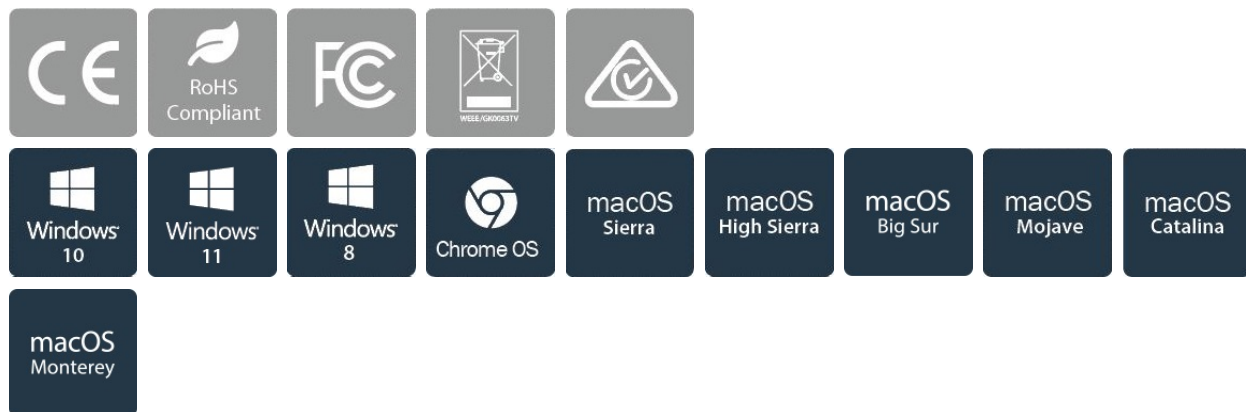 CE
RoHS
Compliant
FC
WEEE/GK0083TV
Windows
10
Windows
11
Windows
8
Chrome OS
macOS
Sierra
macOS
High Sierra
macOS
Big Sur
macOS
Mojave
macOS
Catalina
macOS
Monterey